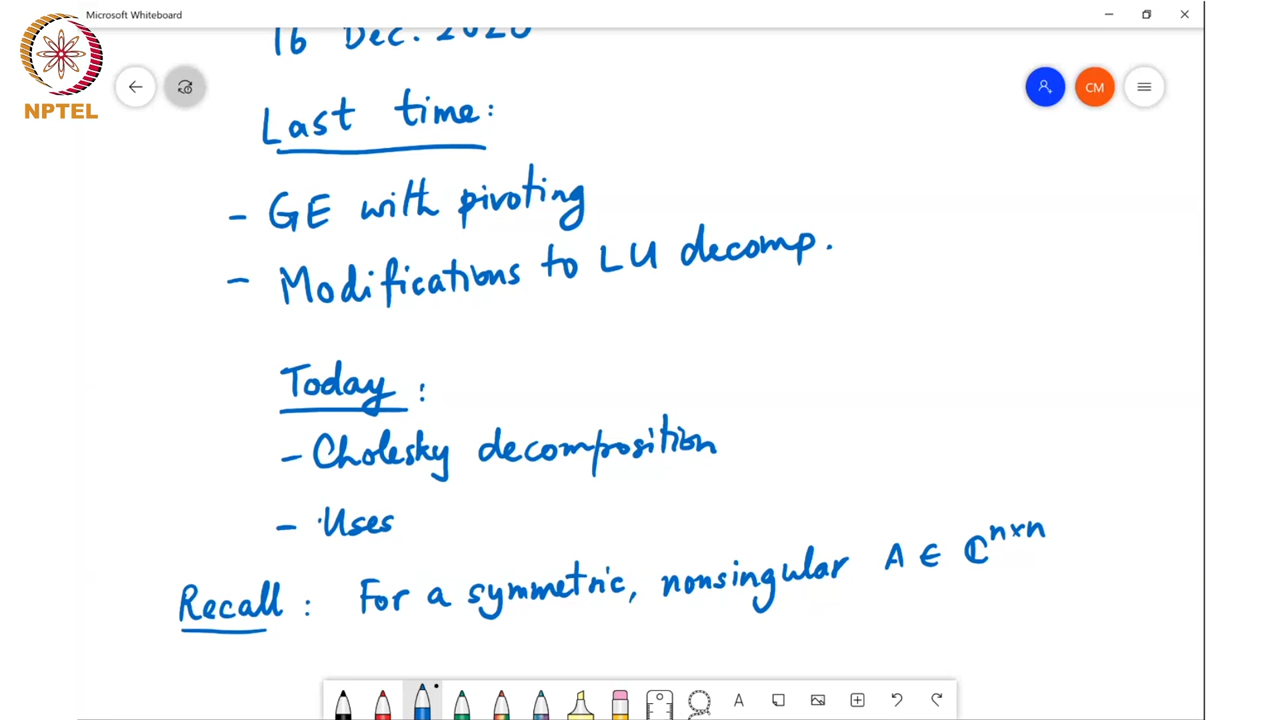 Microsoft Whiteboard
16 Dec. 2020
NPTEL
CM
Last time:
- GE with pivoting
- Modifications to LU decomp.
Today:
- Cholesky decomposition
- Uses
Recall: For a symmetric, nonsingular A ∈ ℂ^{n×n}
A